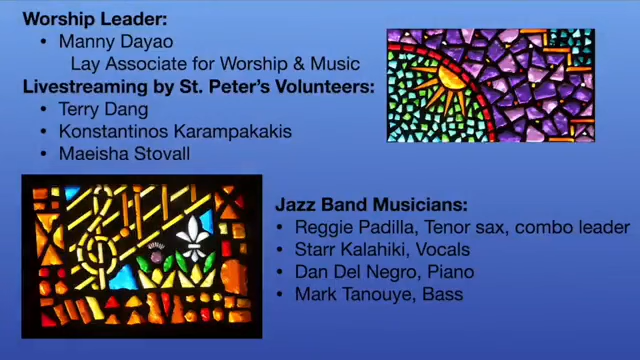 Worship Leader:
• Manny Dayao
Lay Associate for Worship & Music
Livestreaming by St. Peter's Volunteers:
• Terry Dang
• Konstantinos Karampakakis
• Maeisha Stovall
Jazz Band Musicians:
• Reggie Padilla, Tenor sax, combo leader
• Starr Kalahiki, Vocals
• Dan Del Negro, Piano
• Mark Tanouye, Bass